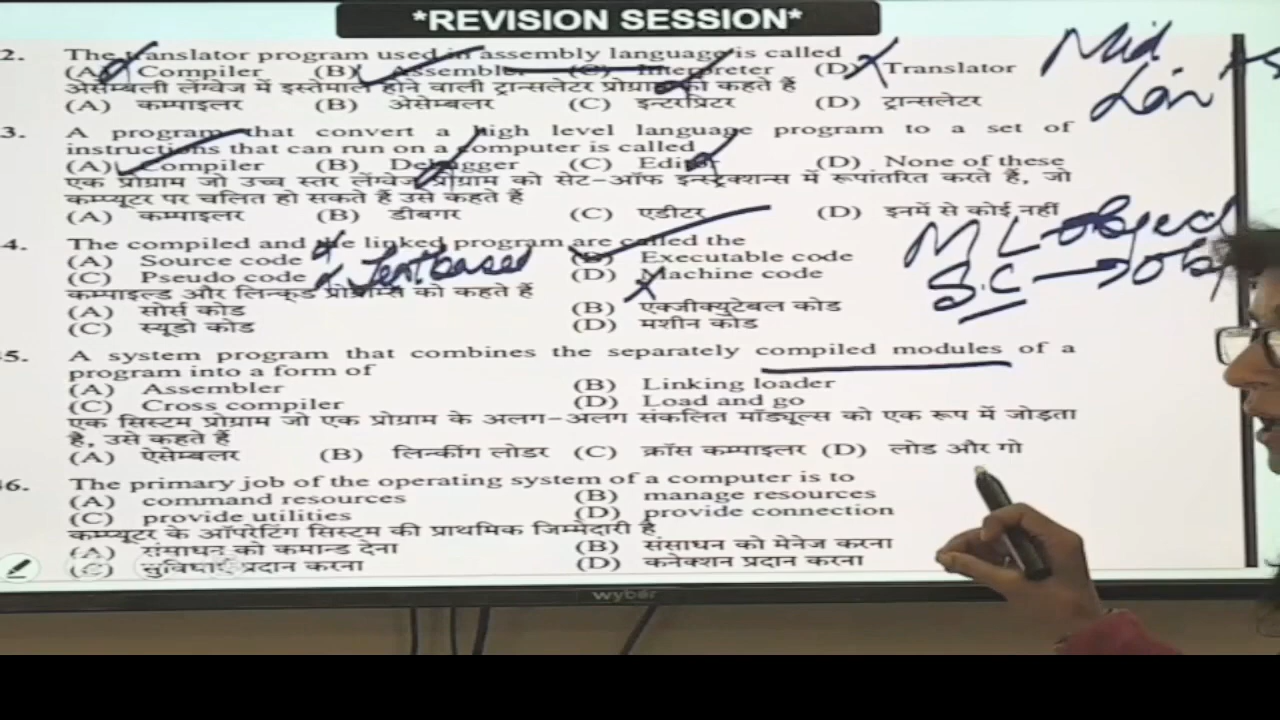 *REVISION SESSION*
2. The translator program used in assembly language is called
(A) Compiler (B) Assembler (C) Interpreter (D) Translator
असेम्बली लेंग्वेज में इस्तेमाल होने वाली ट्रान्सलेटर प्रोग्राम को कहते हैं
(A) कम्पाइलर (B) अेसेम्बलर (C) इन्टरप्रिटर (D) ट्रान्सलेटर
Mid
3. A program that convert a high level language program to a set of
instructions that can run on a computer is called
(A) Compiler (B) Debugger (C) Editor (D) None of these
एक प्रोग्राम जो उच्च स्तर लेंग्वेज प्रोग्राम को सेट-ऑफ इन्स्ट्रक्शन्स में रूपांतरित करते हैं, जो
कम्प्यूटर पर चलित हो सकते हैं उसे कहते हैं
(A) कम्पाइलर (B) डीबगर (C) एडीटर (D) इनमें से कोई नहीं
4. The compiled and the linked program are called the
(A) Source code (B) Executable code
(C) Pseudo code (D) Machine code
Text based
ML object
S.C → obj
कम्पाइल्ड और लिन्कड प्रोग्राम्स को कहते हैं
(A) सोर्स कोड (B) एक्जीक्युटेबल कोड
(C) स्यूडो कोड (D) मशीन कोड
45. A system program that combines the separately compiled modules of a
program into a form of
(A) Assembler (B) Linking loader
(C) Cross compiler (D) Load and go
एक सिस्टम प्रोग्राम जो एक प्रोग्राम के अलग-अलग संकलित मॉड्यूल्स को एक रूप में जोड़ता
है, उसे कहते हैं
(A) ऐसेम्बलर (B) लिन्कींग लोडर (C) क्रॉस कम्पाइलर (D) लोड और गो
46. The primary job of the operating system of a computer is to
(A) command resources (B) manage resources
(C) provide utilities (D) provide connection
कम्प्यूटर के ऑपरेटिंग सिस्टम की प्राथमिक जिम्मेदारी है
(A) संसाधन को कमान्ड देना (B) संसाधन को मेनेज करना
(C) सुविधाएं प्रदान करना (D) कनेक्शन प्रदान करना
wybor